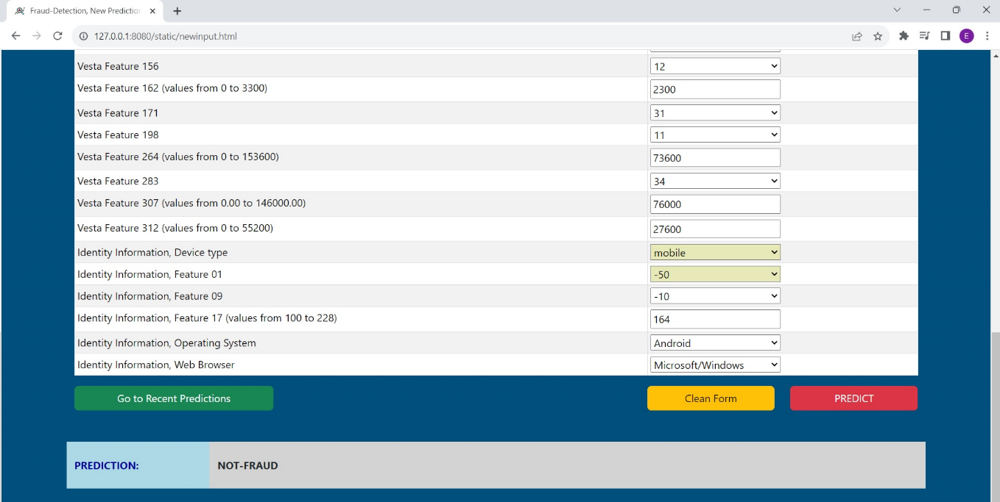 Fraud-Detection, New Prediction
127.0.0.1:8080/static/newinput.html
E
Vesta Feature 156 12
Vesta Feature 162 (values from 0 to 3300) 2300
Vesta Feature 171 31
Vesta Feature 198 11
Vesta Feature 264 (values from 0 to 153600) 73600
Vesta Feature 283 34
Vesta Feature 307 (values from 0.00 to 146000.00) 76000
Vesta Feature 312 (values from 0 to 55200) 27600
Identity Information, Device type mobile
Identity Information, Feature 01 -50
Identity Information, Feature 09 -10
Identity Information, Feature 17 (values from 100 to 228) 164
Identity Information, Operating System Android
Identity Information, Web Browser Microsoft/Windows
Go to Recent Predictions Clean Form PREDICT
PREDICTION: NOT-FRAUD